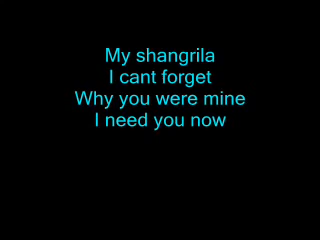 My shangrila
I cant forget
Why you were mine
I need you now